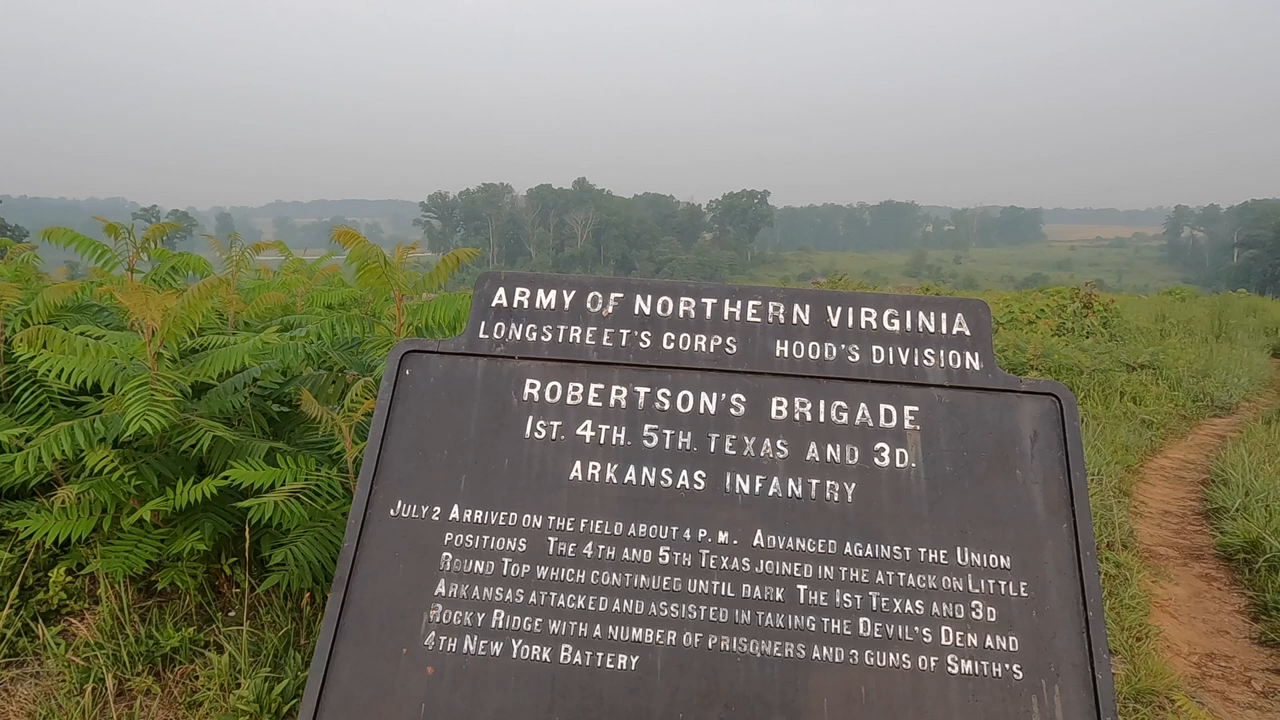 ARMY OF NORTHERN VIRGINIA
LONGSTREET'S CORPS HOOD'S DIVISION
ROBERTSON'S BRIGADE
1ST. 4TH. 5TH. TEXAS AND 3D.
ARKANSAS INFANTRY
JULY 2 ARRIVED ON THE FIELD ABOUT 4 P.M. ADVANCED AGAINST THE UNION
POSITIONS THE 4TH AND 5TH TEXAS JOINED IN THE ATTACK ON LITTLE
ROUND TOP WHICH CONTINUED UNTIL DARK THE 1ST TEXAS AND 3D
ARKANSAS ATTACKED AND ASSISTED IN TAKING THE DEVIL'S DEN AND
ROCKY RIDGE WITH A NUMBER OF PRISONERS AND 3 GUNS OF SMITH'S
4TH NEW YORK BATTERY